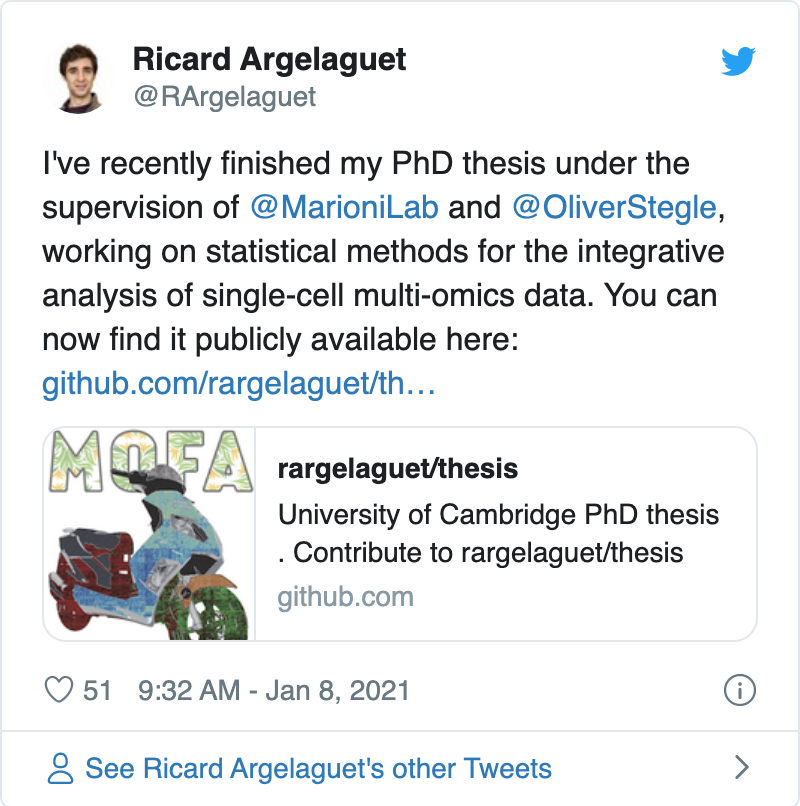 Ricard Argelaguet
@RArgelaguet
I've recently finished my PhD thesis under the
supervision of @MarioniLab and @OliverStegle,
working on statistical methods for the integrative
analysis of single-cell multi-omics data. You can
now find it publicly available here:
github.com/rargelaguet/th…
MOFA
rargelaguet/thesis
University of Cambridge PhD thesis
. Contribute to rargelaguet/thesis
github.com
51 9:32 AM - Jan 8, 2021
See Ricard Argelaguet's other Tweets